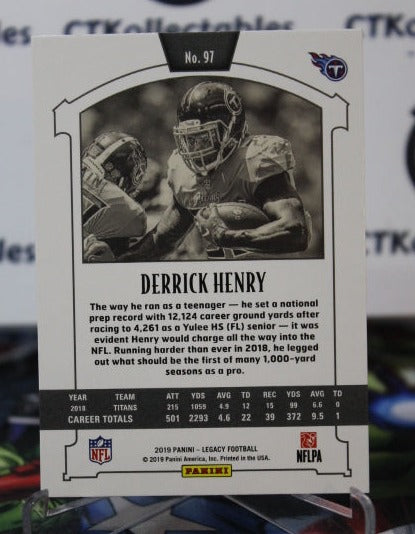 CTKollectables
No. 97
T
DERRICK HENRY
The way he ran as a teenager — he set a national
prep record with 12,124 career ground yards after
racing to 4,261 as a Yulee HS (FL) senior — it was
evident Henry would charge all the way into the
NFL. Running harder than ever in 2018, he legged
out what should be the first of many 1,000-yard
seasons as a pro.
YEAR TEAM ATT YDS AVG TD REC YDS AVG TD
2018 TITANS 215 1059 4.9 12 15 99 6.6 0
CAREER TOTALS 501 2293 4.6 22 39 372 9.5 1
2019 PANINI – LEGACY FOOTBALL
© 2019 Panini America, Inc. Printed in the USA.
NFL
PANINI
NFLPA